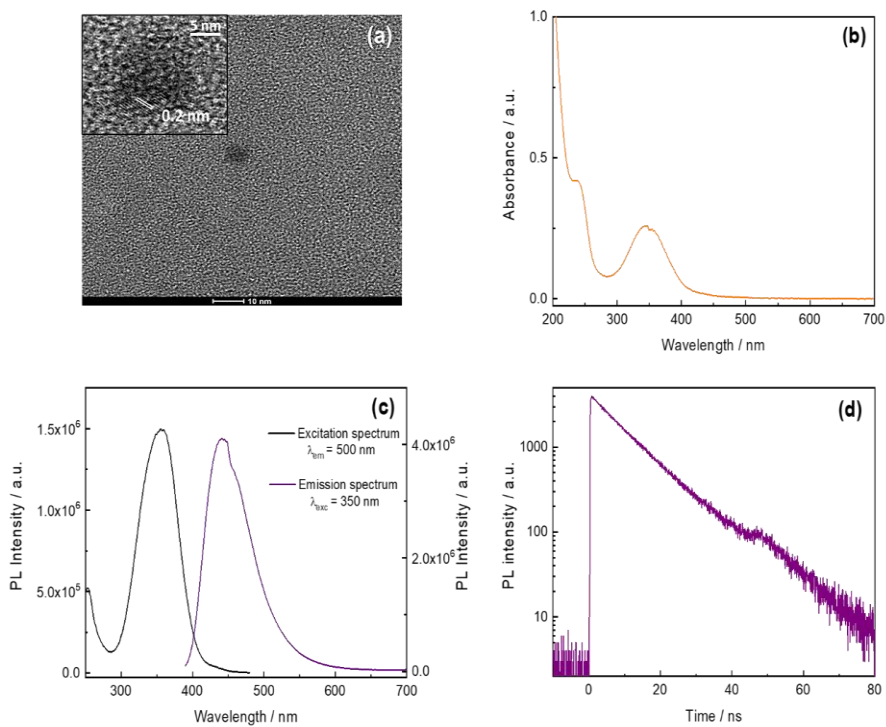 (a)
5 nm
0.2 nm
10 nm
(b)
Absorbance / a.u.
1.0
0.5
0.0
200 300 400 500 600 700
Wavelength / nm
(c)
PL Intensity / a.u.
1.5x10⁶
1.0x10⁶
5.0x10⁵
0.0
Excitation spectrum
λem = 500 nm
Emission spectrum
λexc = 350 nm
4.0x10⁶
2.0x10⁶
0.0
PL Intensity / a.u.
300 400 500 600 700
Wavelength / nm
(d)
PL intensity / a.u.
1000
100
10
0 20 40 60 80
Time / ns